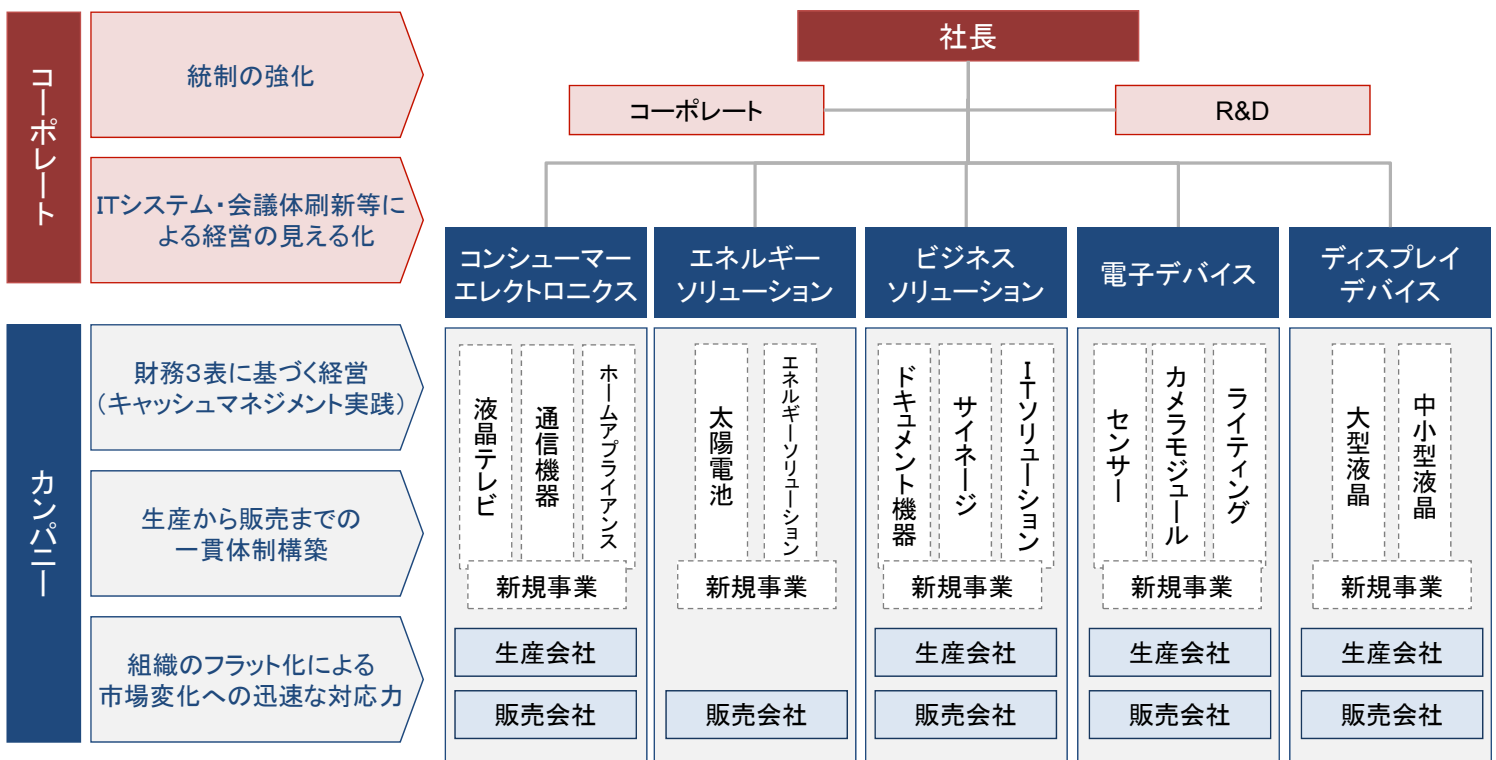 コーポレート
統制の強化
ITシステム・会議体刷新等に
よる経営の見える化
カンパニー
財務3表に基づく経営
（キャッシュマネジメント実践）
生産から販売までの
一貫体制構築
組織のフラット化による
市場変化への迅速な対応力
社長
コーポレート
R&D
コンシューマー
エレクトロニクス
液晶テレビ
通信機器
ホームアプライアンス
新規事業
生産会社
販売会社
エネルギー
ソリューション
太陽電池
エネルギーソリューション
新規事業
販売会社
ビジネス
ソリューション
ドキュメント機器
サイネージ
ITソリューション
新規事業
生産会社
販売会社
電子デバイス
センサー
カメラモジュール
ライティング
新規事業
生産会社
販売会社
ディスプレイ
デバイス
大型液晶
中小型液晶
新規事業
生産会社
販売会社